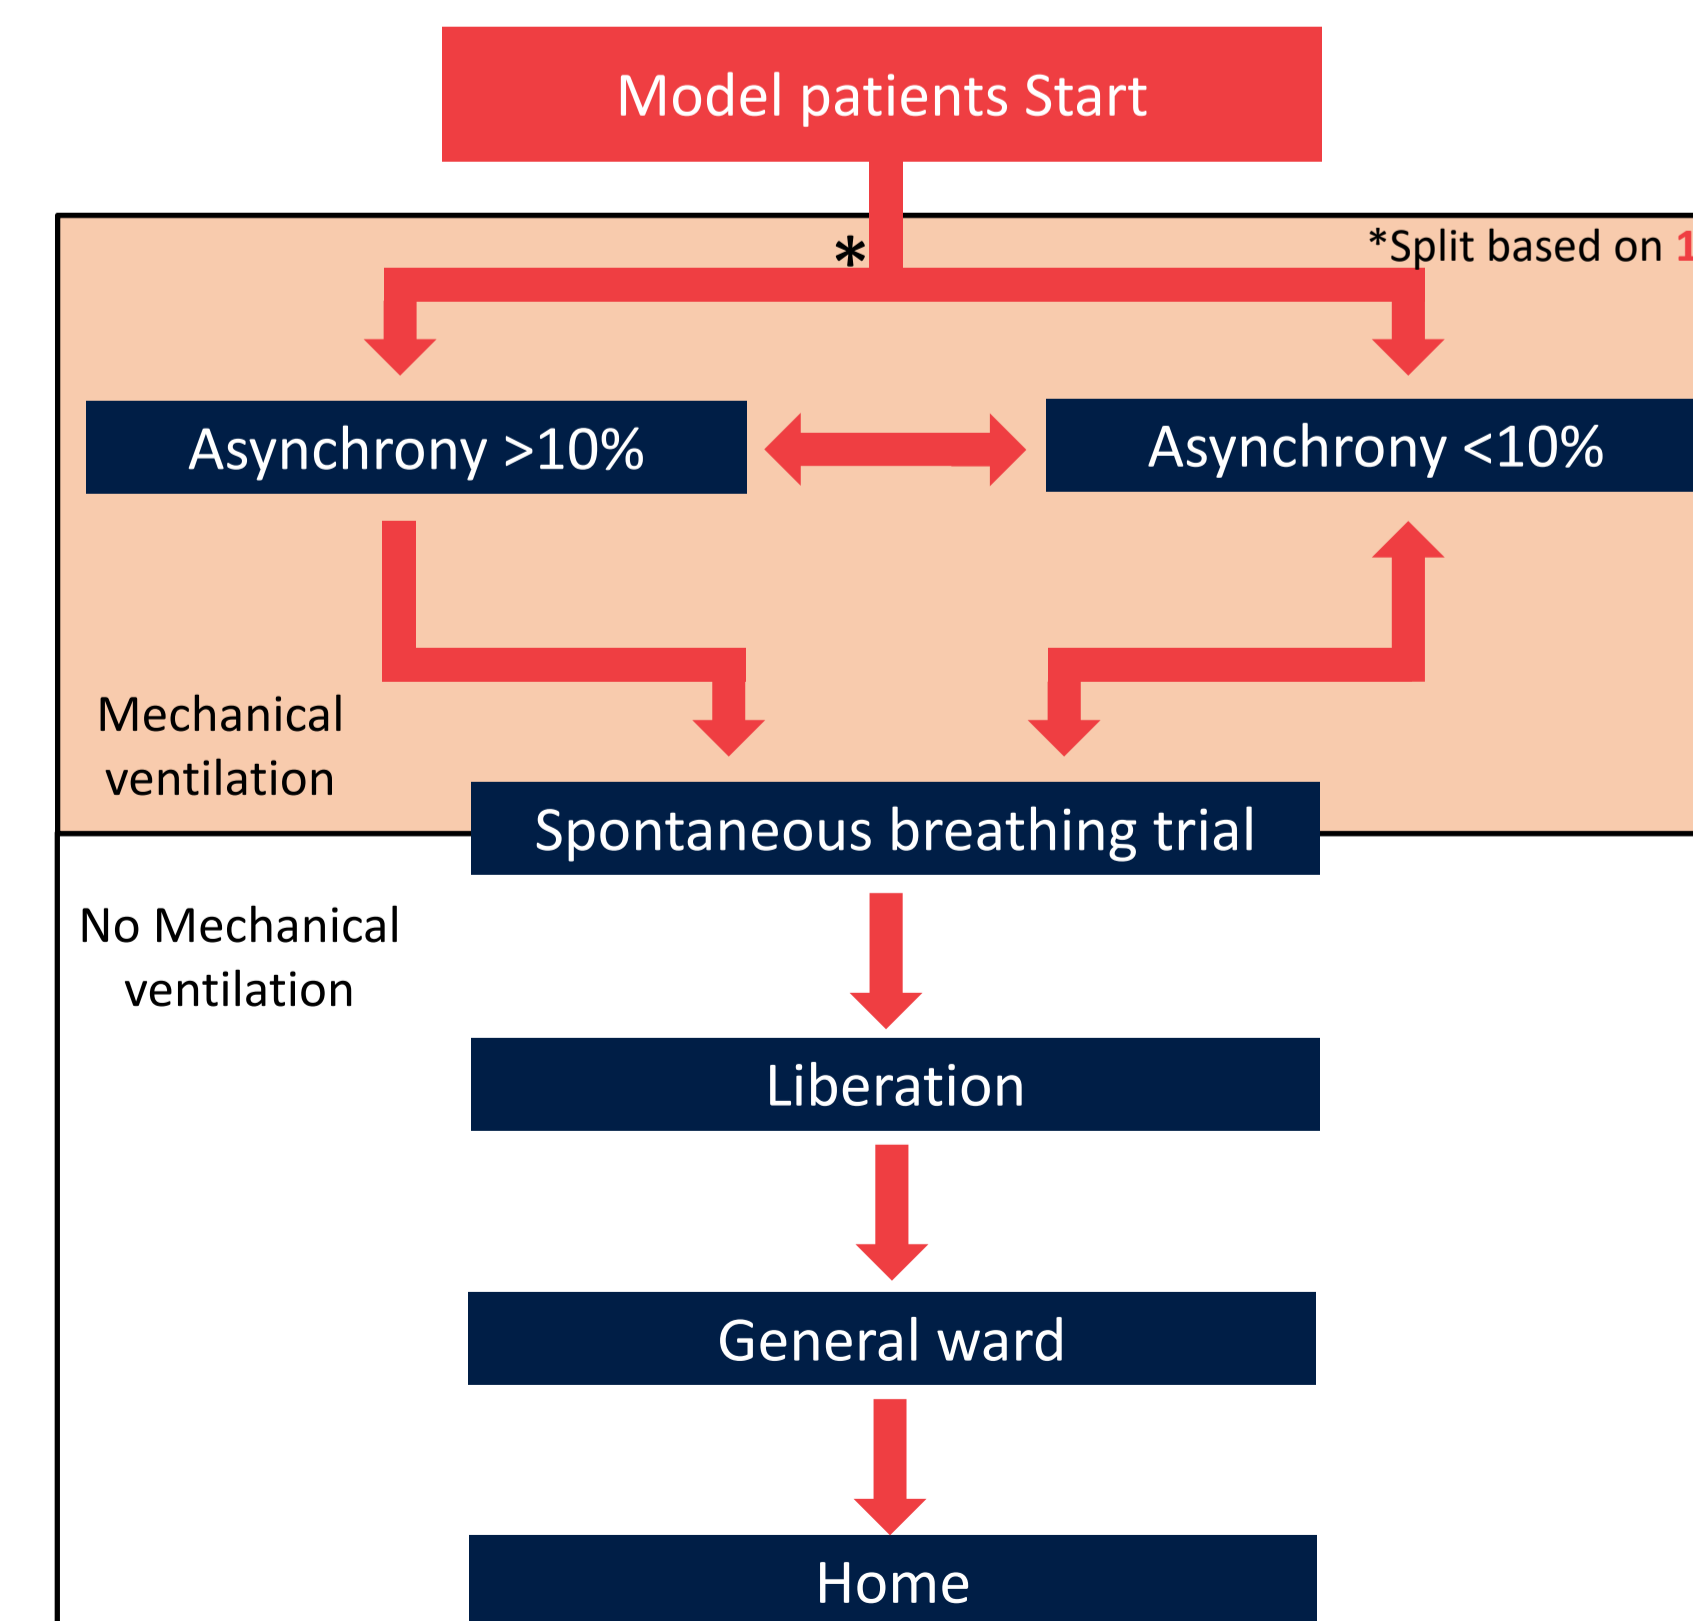 Model patients Start
*
*Split based on 1
Asynchrony >10%
Asynchrony <10%
Mechanical
ventilation
Spontaneous breathing trial
No Mechanical
ventilation
Liberation
General ward
Home